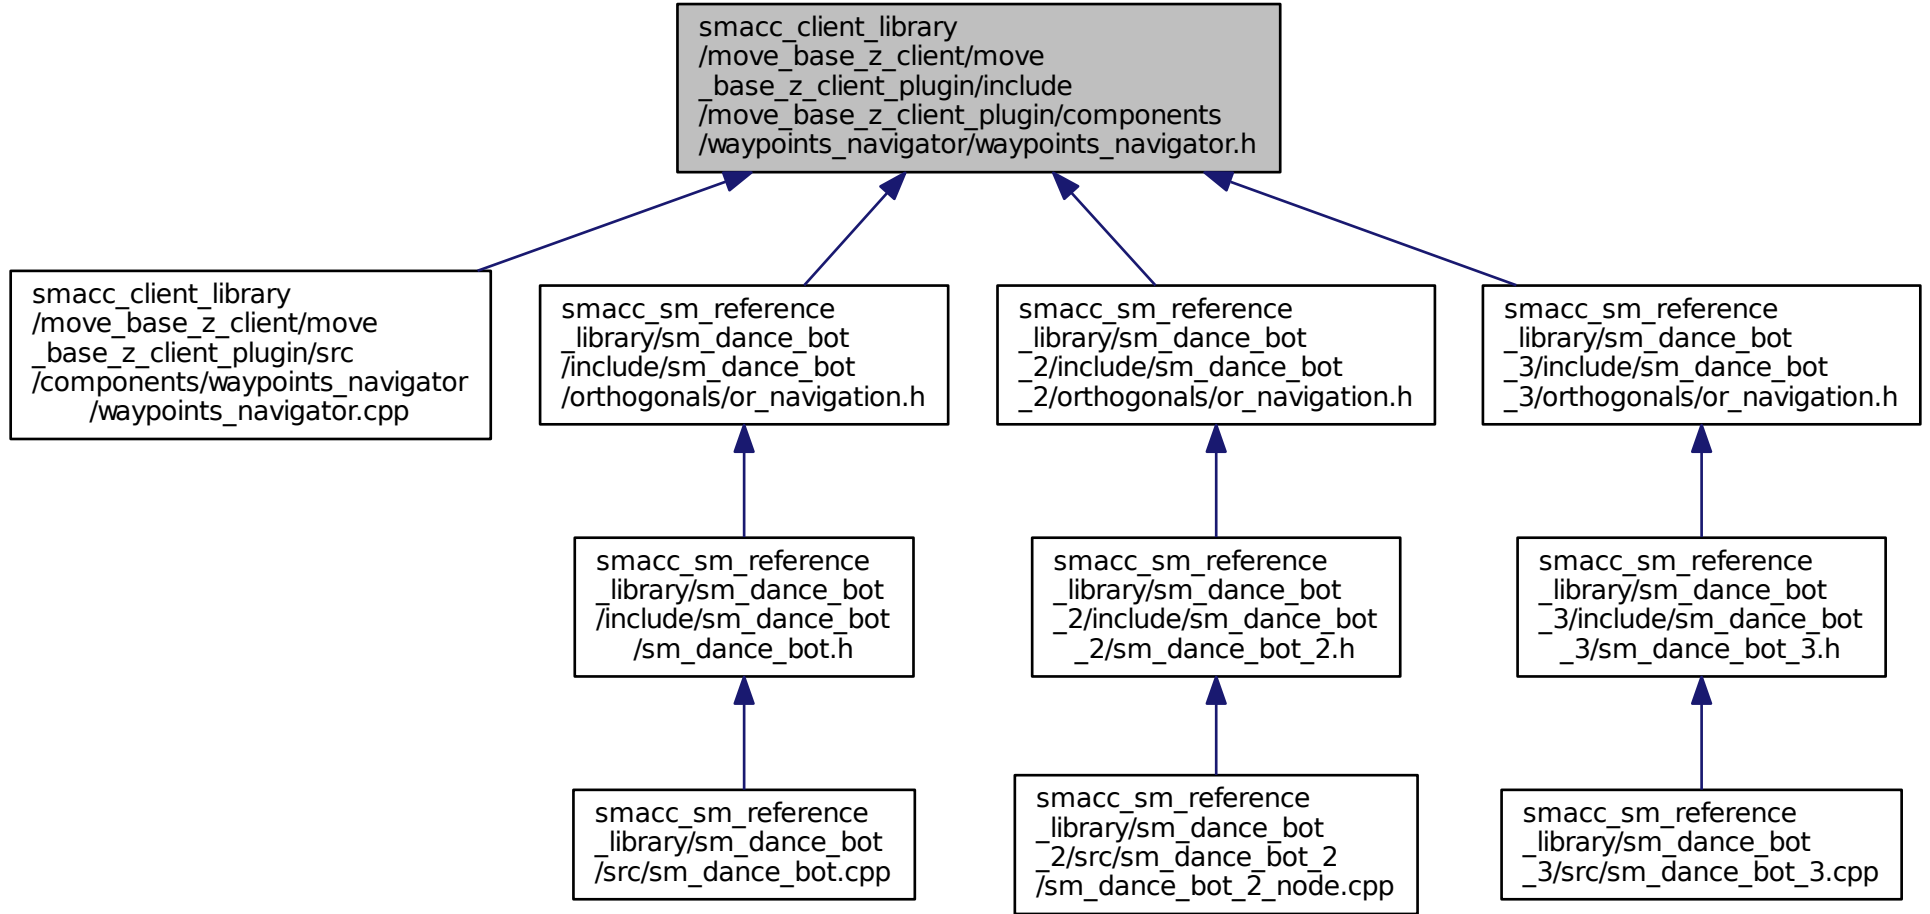 smacc_client_library
/move_base_z_client/move
_base_z_client_plugin/include
/move_base_z_client_plugin/components
/waypoints_navigator/waypoints_navigator.h
smacc_client_library
/move_base_z_client/move
_base_z_client_plugin/src
/components/waypoints_navigator
/waypoints_navigator.cpp
smacc_sm_reference
_library/sm_dance_bot
/include/sm_dance_bot
/orthogonals/or_navigation.h
smacc_sm_reference
_library/sm_dance_bot
_2/include/sm_dance_bot
_2/orthogonals/or_navigation.h
smacc_sm_reference
_library/sm_dance_bot
_3/include/sm_dance_bot
_3/orthogonals/or_navigation.h
smacc_sm_reference
_library/sm_dance_bot
/include/sm_dance_bot
/sm_dance_bot.h
smacc_sm_reference
_library/sm_dance_bot
_2/include/sm_dance_bot
_2/sm_dance_bot_2.h
smacc_sm_reference
_library/sm_dance_bot
_3/include/sm_dance_bot
_3/sm_dance_bot_3.h
smacc_sm_reference
_library/sm_dance_bot
/src/sm_dance_bot.cpp
smacc_sm_reference
_library/sm_dance_bot
_2/src/sm_dance_bot_2
/sm_dance_bot_2_node.cpp
smacc_sm_reference
_library/sm_dance_bot
_3/src/sm_dance_bot_3.cpp